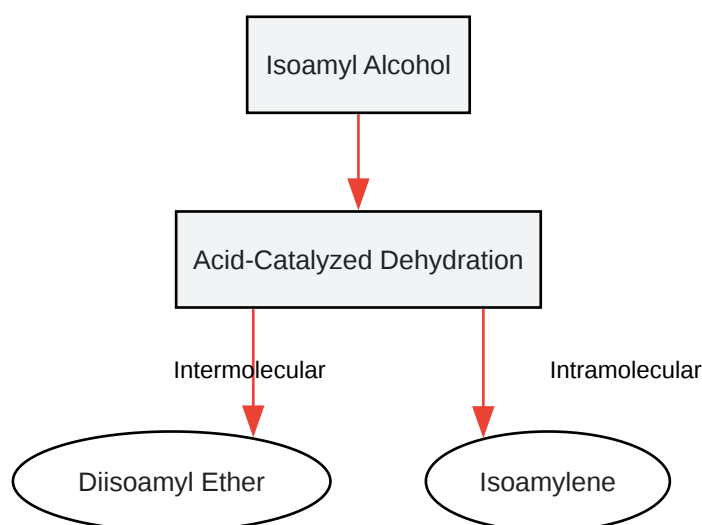 Isoamyl Alcohol
Acid-Catalyzed Dehydration
Intermolecular
Intramolecular
Diisoamyl Ether
Isoamylene